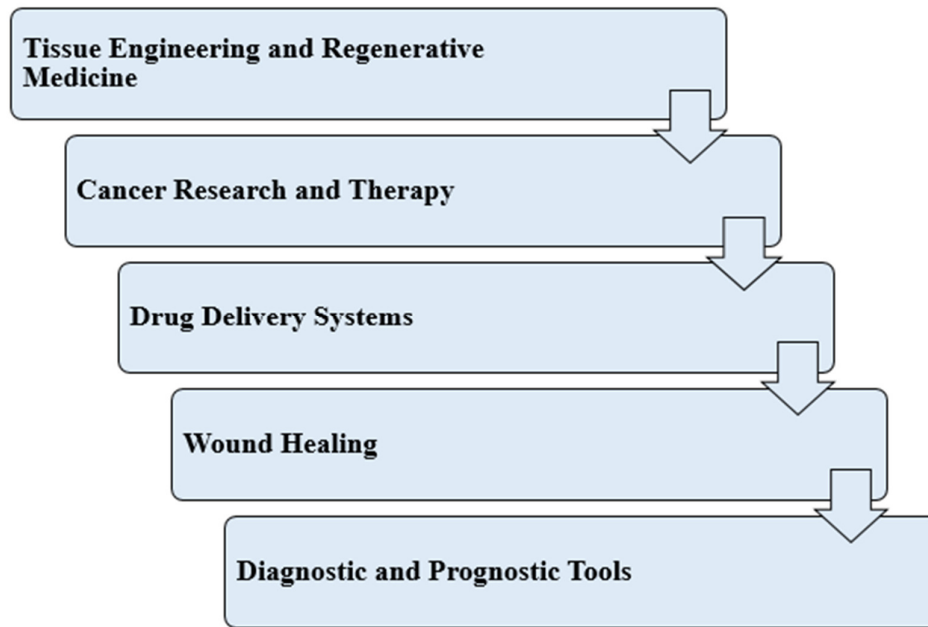 Tissue Engineering and Regenerative
Medicine
Cancer Research and Therapy
Drug Delivery Systems
Wound Healing
Diagnostic and Prognostic Tools